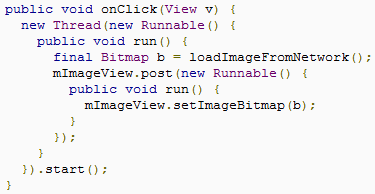 public void onClick(View v) {
  new Thread(new Runnable() {
    public void run() {
      final Bitmap b = loadImageFromNetwork();
      mImageView.post(new Runnable() {
        public void run() {
          mImageView.setImageBitmap(b);
        }
      });
    }
  }).start();
}